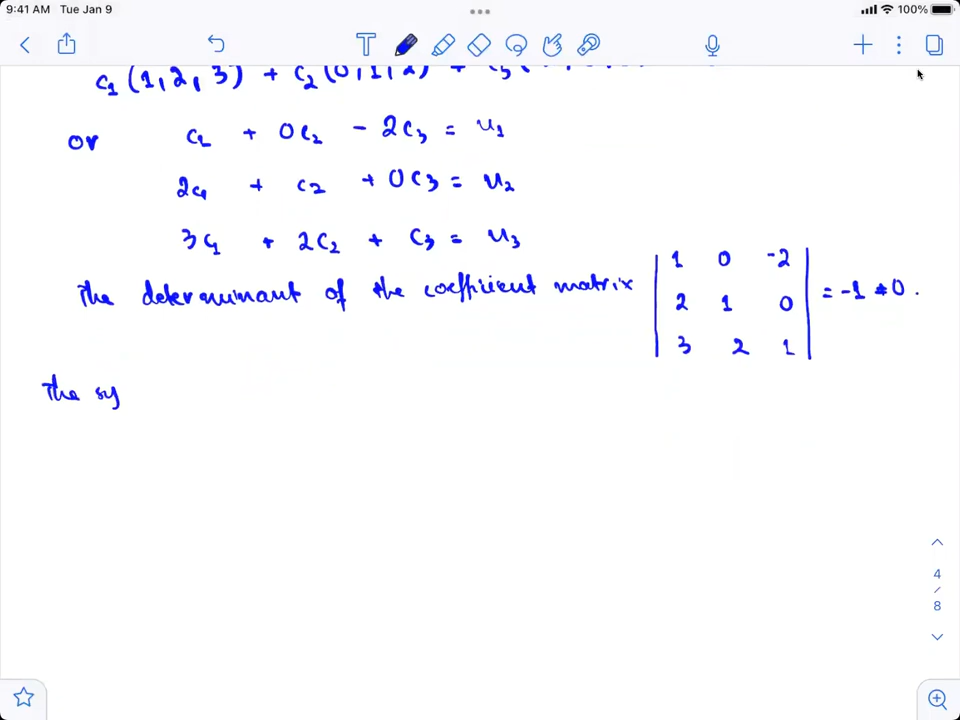 9:41 AM Tue Jan 9
100%
T
c₁ (1, 2, 3) + c₂ (0, 1, 2) +
or c₁ + 0c₂ - 2c₃ = u₁
2c₁ + c₂ + 0c₃ = u₂
3c₁ + 2c₂ + c₃ = u₃
The determinant of the coefficient matrix
1 0 -2
2 1 0
3 2 1
= -1 ≠ 0 .
The sy
4
/
8